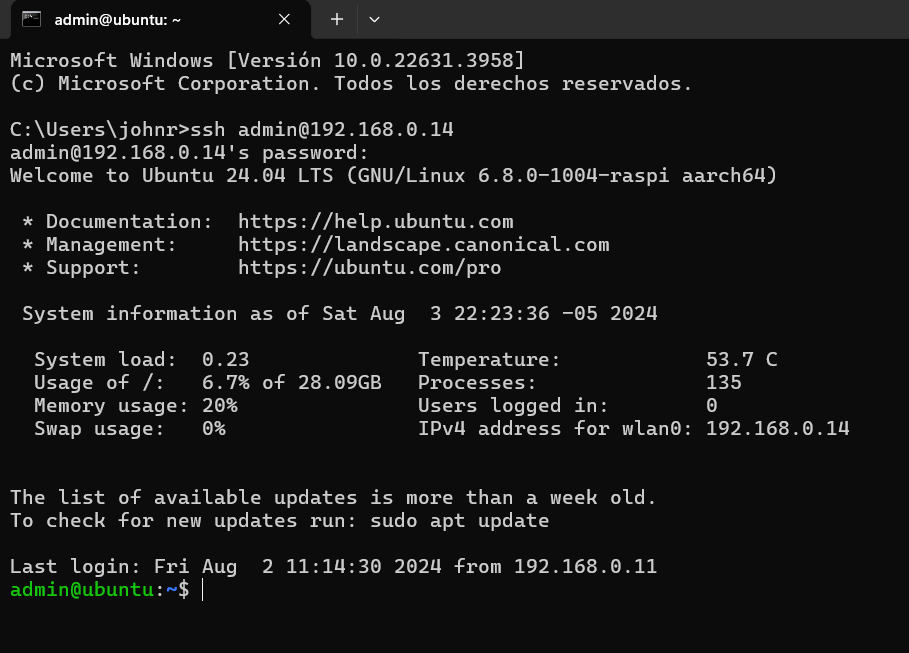 admin@ubuntu: ~
Microsoft Windows [Versión 10.0.22631.3958]
(c) Microsoft Corporation. Todos los derechos reservados.
C:\Users\johnr>ssh admin@192.168.0.14
admin@192.168.0.14's password:
Welcome to Ubuntu 24.04 LTS (GNU/Linux 6.8.0-1004-raspi aarch64)
* Documentation:  https://help.ubuntu.com
* Management:     https://landscape.canonical.com
* Support:        https://ubuntu.com/pro
System information as of Sat Aug  3 22:23:36 -05 2024
System load:  0.23              Temperature:            53.7 C
Usage of /:   6.7% of 28.09GB   Processes:              135
Memory usage: 20%               Users logged in:        0
Swap usage:   0%                IPv4 address for wlan0: 192.168.0.14
The list of available updates is more than a week old.
To check for new updates run: sudo apt update
Last login: Fri Aug  2 11:14:30 2024 from 192.168.0.11
admin@ubuntu:~$